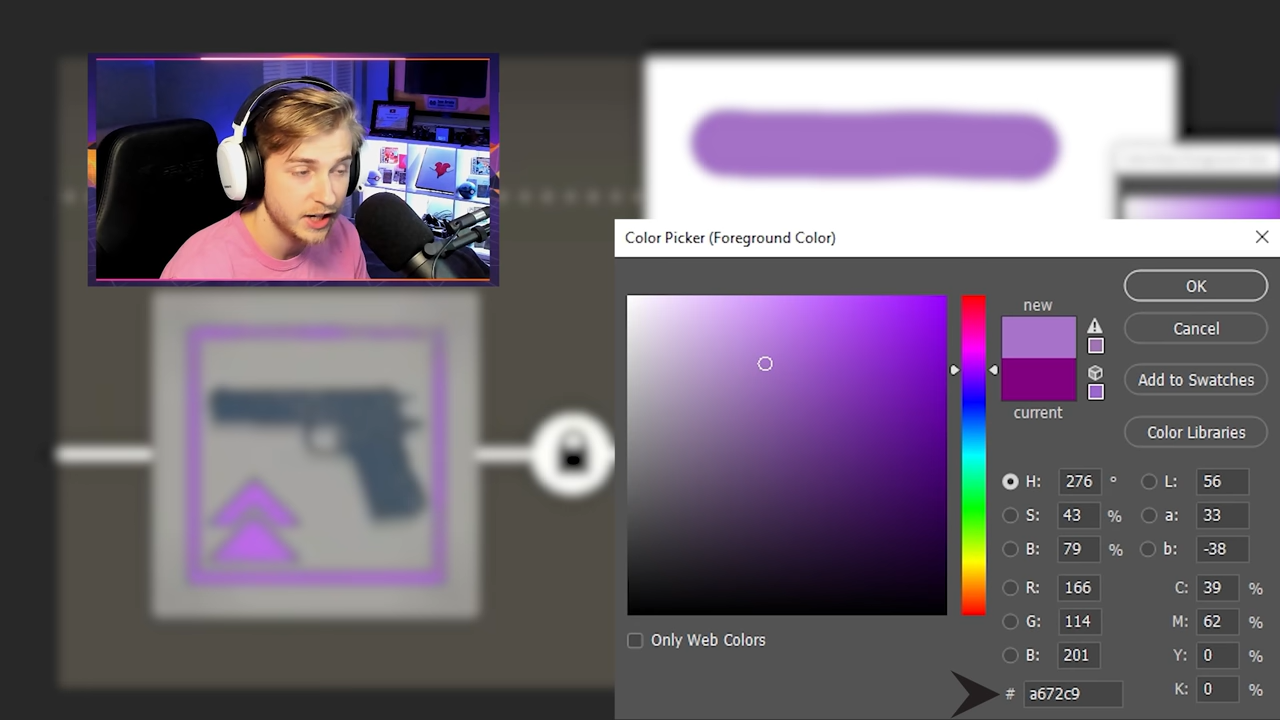 Color Picker (Foreground Color)
OK
Cancel
Add to Swatches
Color Libraries
new
current
H: 276 °
S: 43 %
B: 79 %
R: 166
G: 114
B: 201
# a672c9
L: 56
a: 33
b: -38
C: 39 %
M: 62 %
Y: 0 %
K: 0 %
Only Web Colors